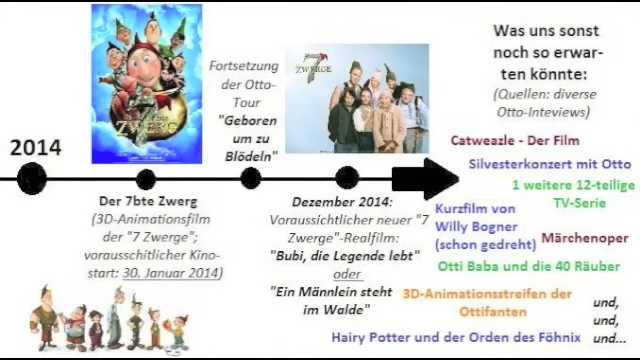 2014
7
ZWERG
Der 7bte Zwerg
(3D-Animationsfilm
der "7 Zwerge";
voraussichtlicher Kino-
start: 30. Januar 2014)
Fortsetzung
der Otto-
Tour
"Geboren
um zu
Blödeln"
7
ZWERGE
Dezember 2014:
Voraussichtlicher neuer "7
Zwerge"-Realfilm:
"Bubi, die Legende lebt"
oder
"Ein Männlein steht
im Walde"
Was uns sonst
noch so erwar-
ten könnte:
(Quellen: diverse
Otto-Inteviews)
Catweazle - Der Film
Silvesterkonzert mit Otto
1 weitere 12-teilige
TV-Serie
Kurzfilm von
Willy Bogner
(schon gedreht)
Märchenoper
Otti Baba und die 40 Räuber
3D-Animationsstreifen der
Ottifanten
Hairy Potter und der Orden des Föhnix
und,
und,
und...